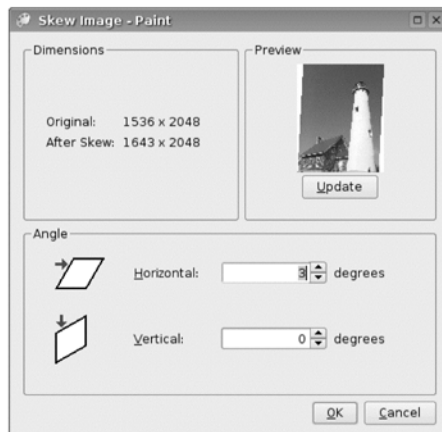 Skew Image - Paint
Dimensions
Original: 1536 x 2048
After Skew: 1643 x 2048
Preview
Update
Angle
Horizontal: 3 degrees
Vertical: 0 degrees
OK Cancel